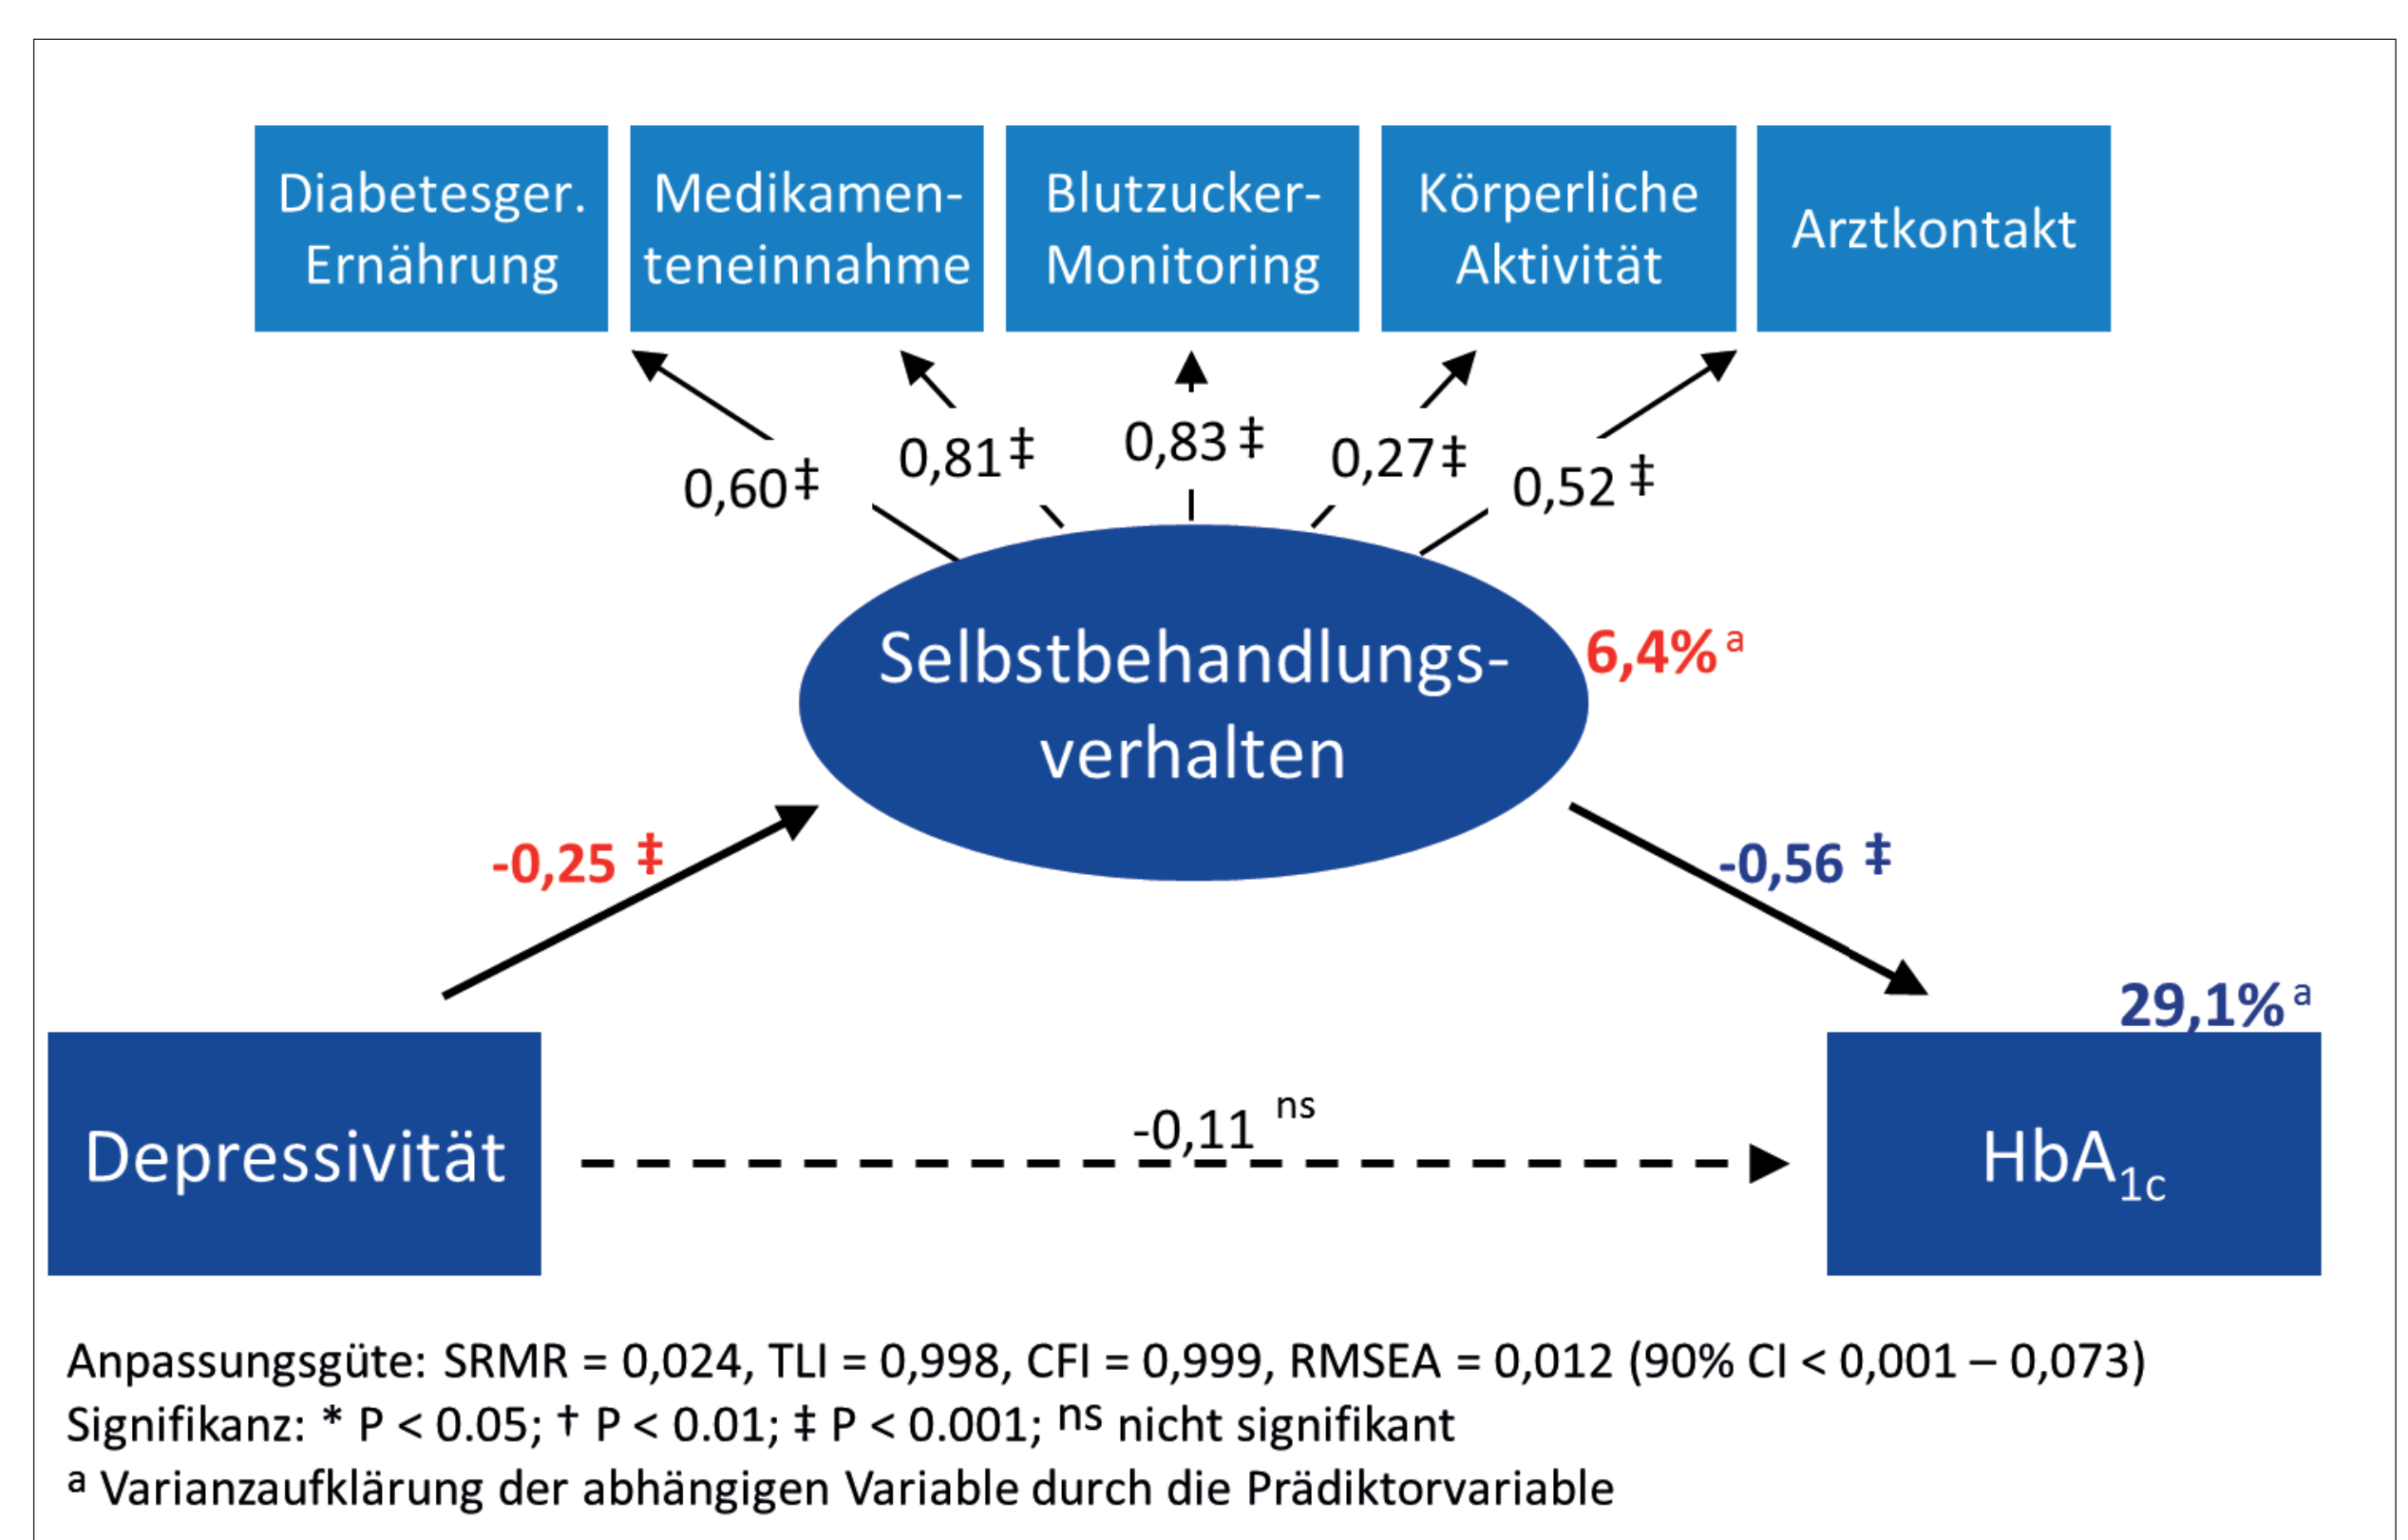 Diabetesger.
Ernährung
Medikamen-
teneinnahme
Blutzucker-
Monitoring
Körperliche
Aktivität
Arztkontakt
0,60‡
0,81‡
0,83‡
0,27‡
0,52‡
Selbstbehandlungs-
verhalten
6,4%ᵃ
-0,25 ‡
-0,56 ‡
29,1%ᵃ
Depressivität
-0,11 ns
HbA₁c
Anpassungsgüte: SRMR = 0,024, TLI = 0,998, CFI = 0,999, RMSEA = 0,012 (90% CI < 0,001 – 0,073)
Signifikanz: * P < 0.05; † P < 0.01; ‡ P < 0.001; ns nicht signifikant
ᵃ Varianzaufklärung der abhängigen Variable durch die Prädiktorvariable